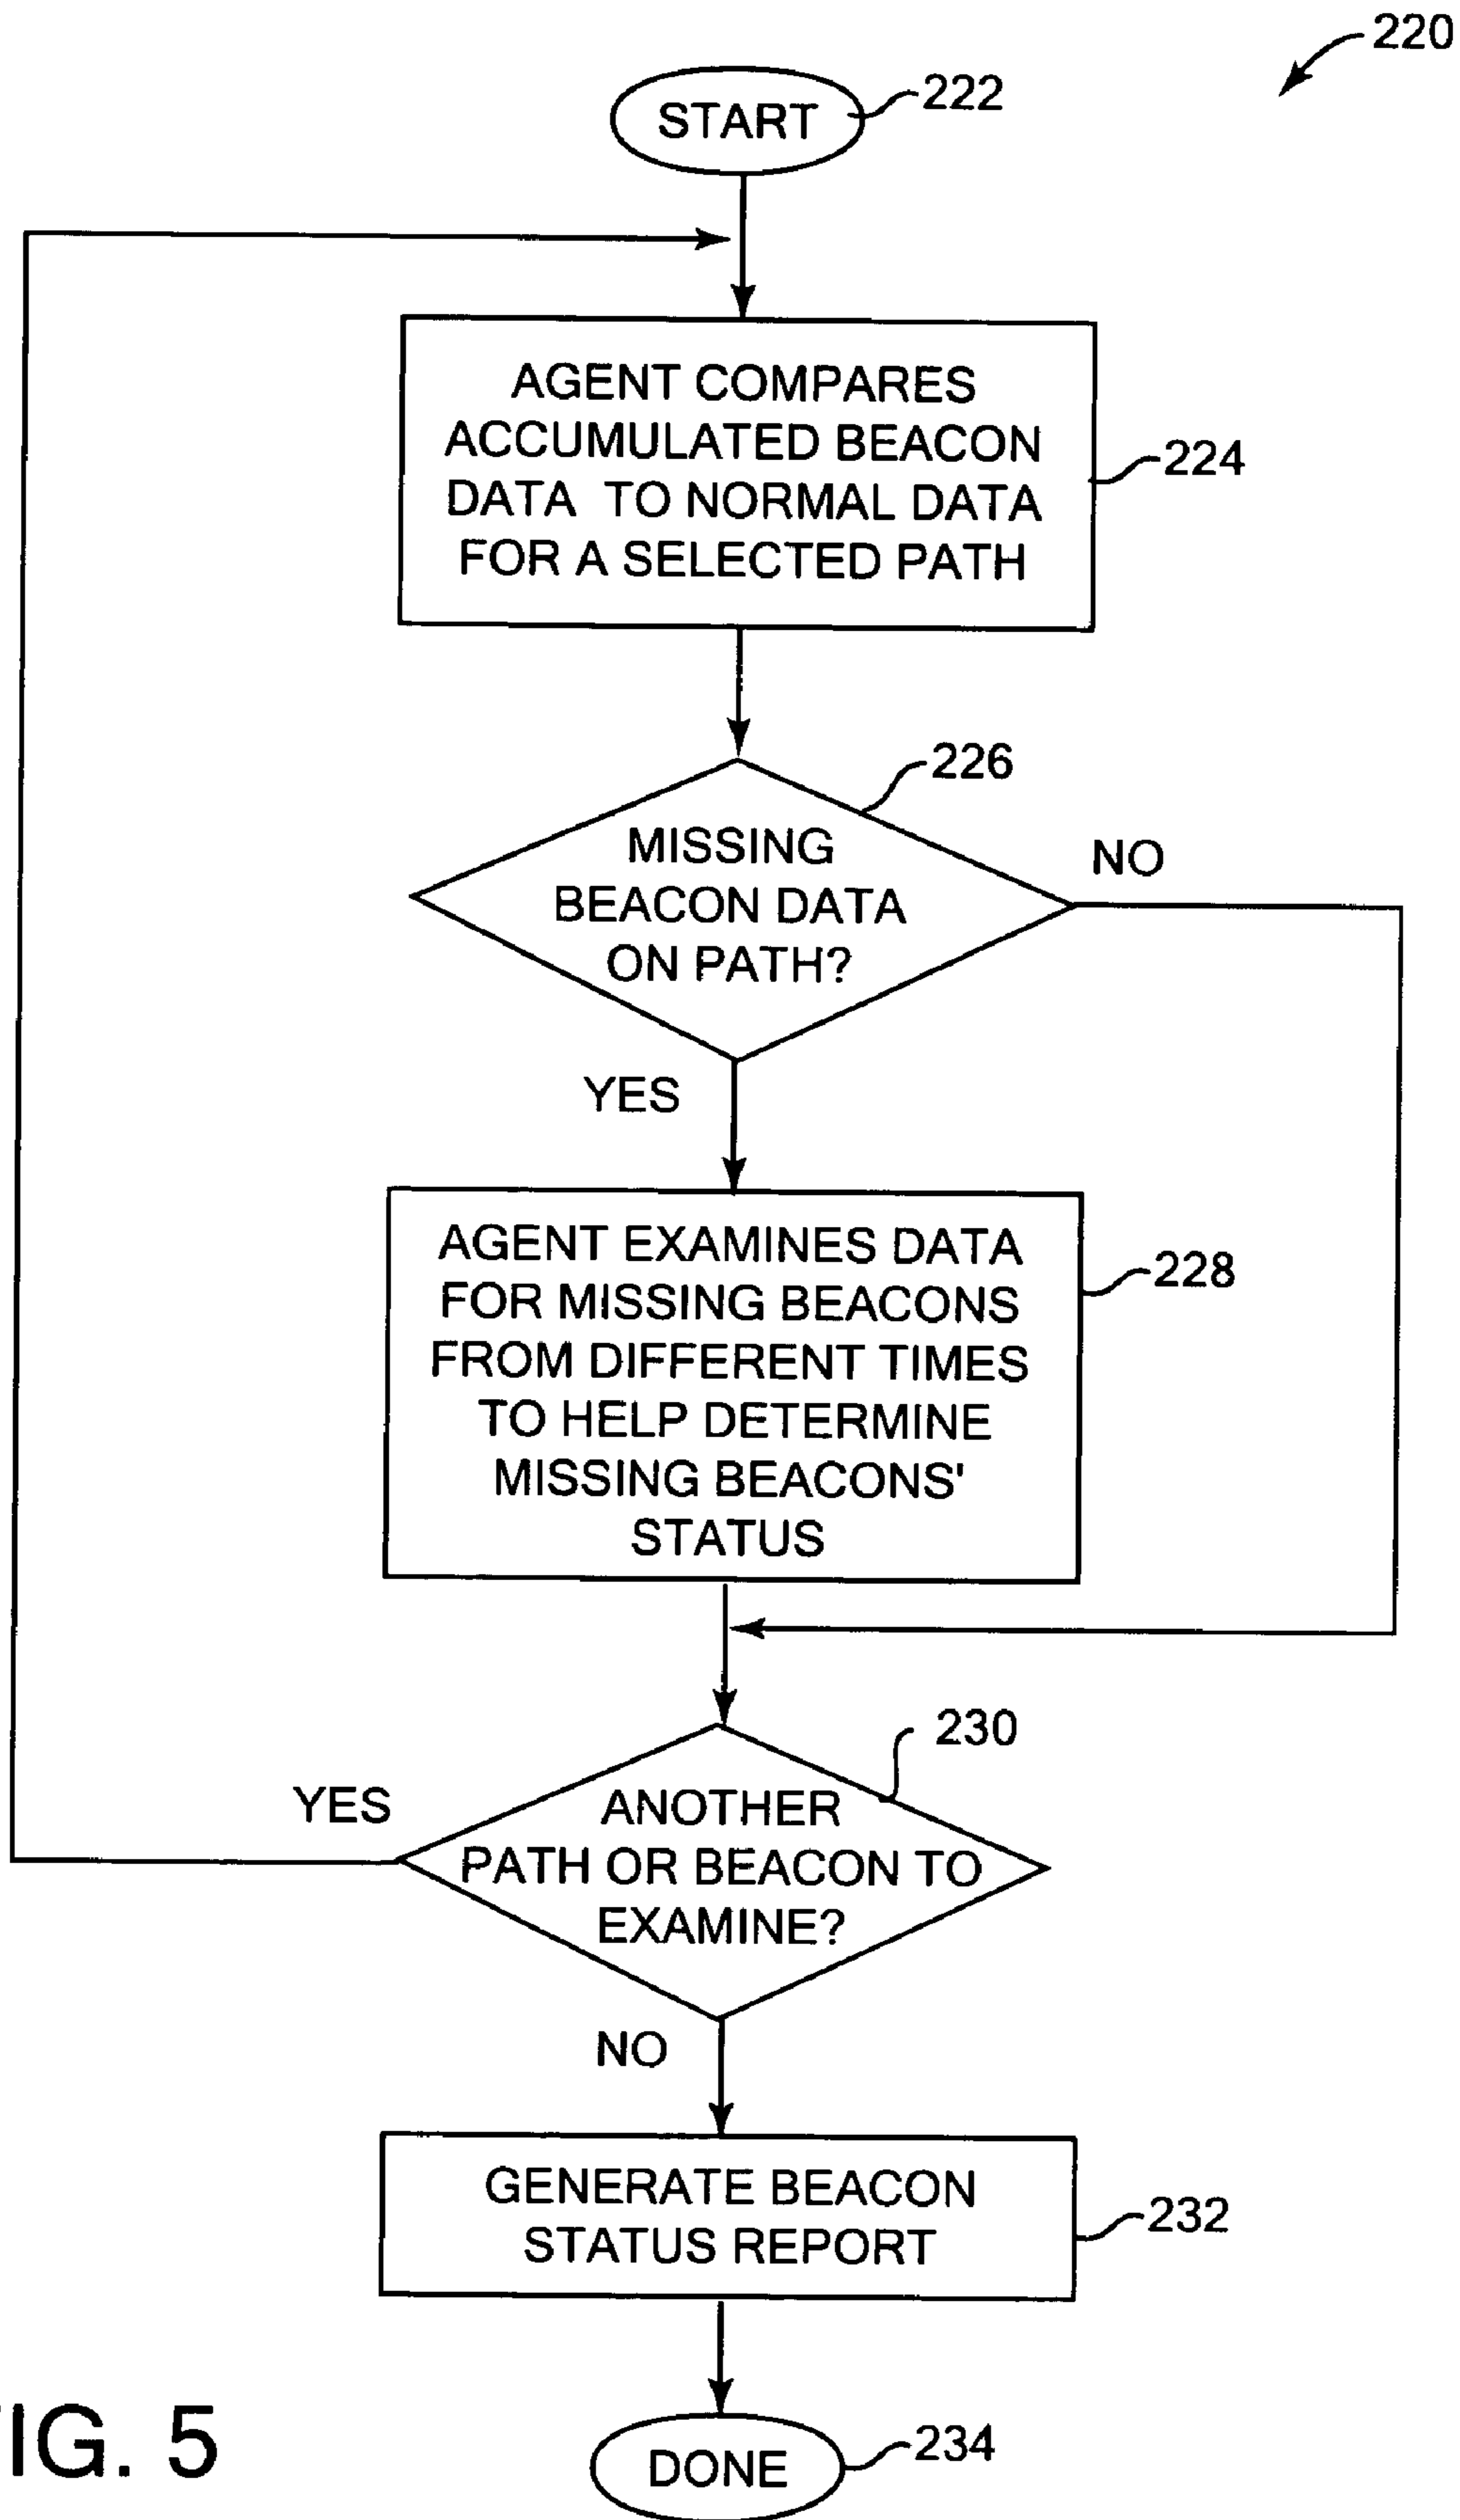 220
START
222
AGENT COMPARES
ACCUMULATED BEACON
DATA TO NORMAL DATA
FOR A SELECTED PATH
224
226
MISSING
BEACON DATA
ON PATH?
NO
YES
AGENT EXAMINES DATA
FOR MISSING BEACONS
FROM DIFFERENT TIMES
TO HELP DETERMINE
MISSING BEACONS'
STATUS
228
230
YES
ANOTHER
PATH OR BEACON TO
EXAMINE?
NO
GENERATE BEACON
STATUS REPORT
232
DONE
234
IG. 5